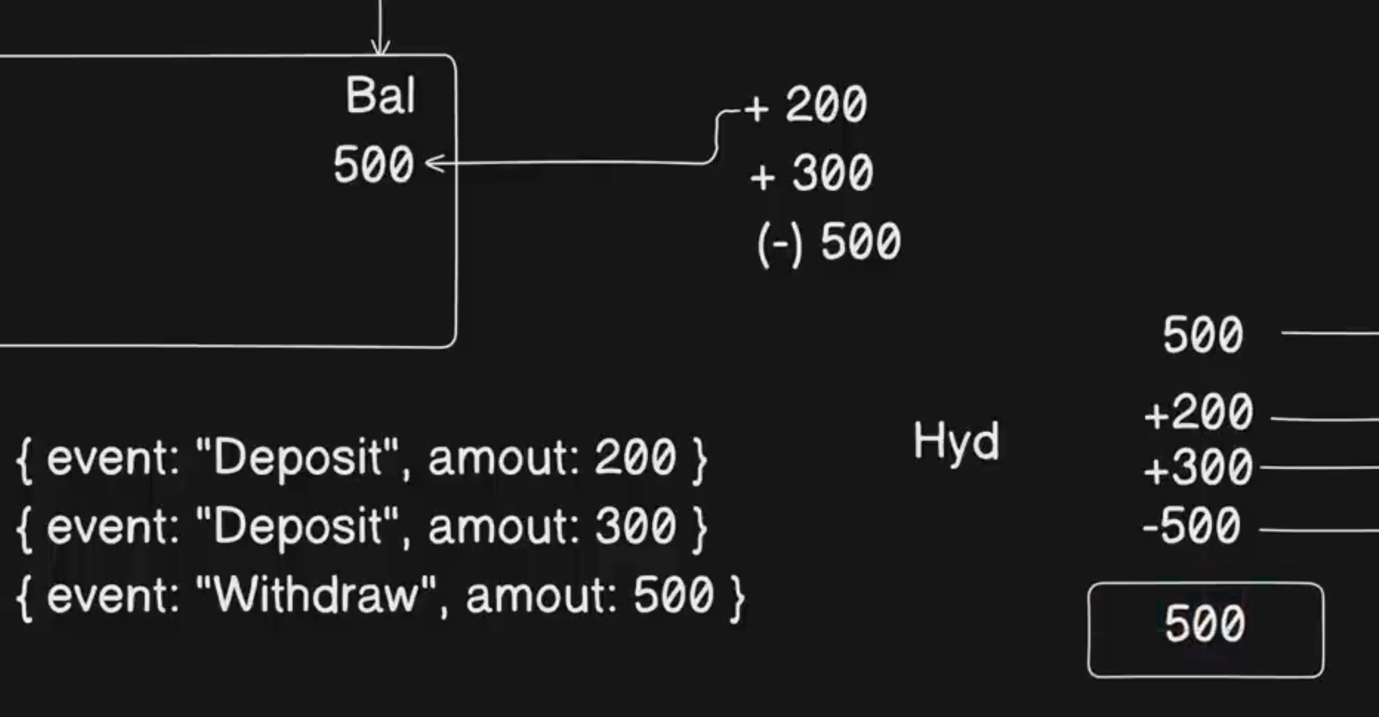 Bal
500
+ 200
+ 300
(-) 500
{ event: "Deposit", amout: 200 }
{ event: "Deposit", amout: 300 }
{ event: "Withdraw", amout: 500 }
Hyd
500
+200
+300
-500
500